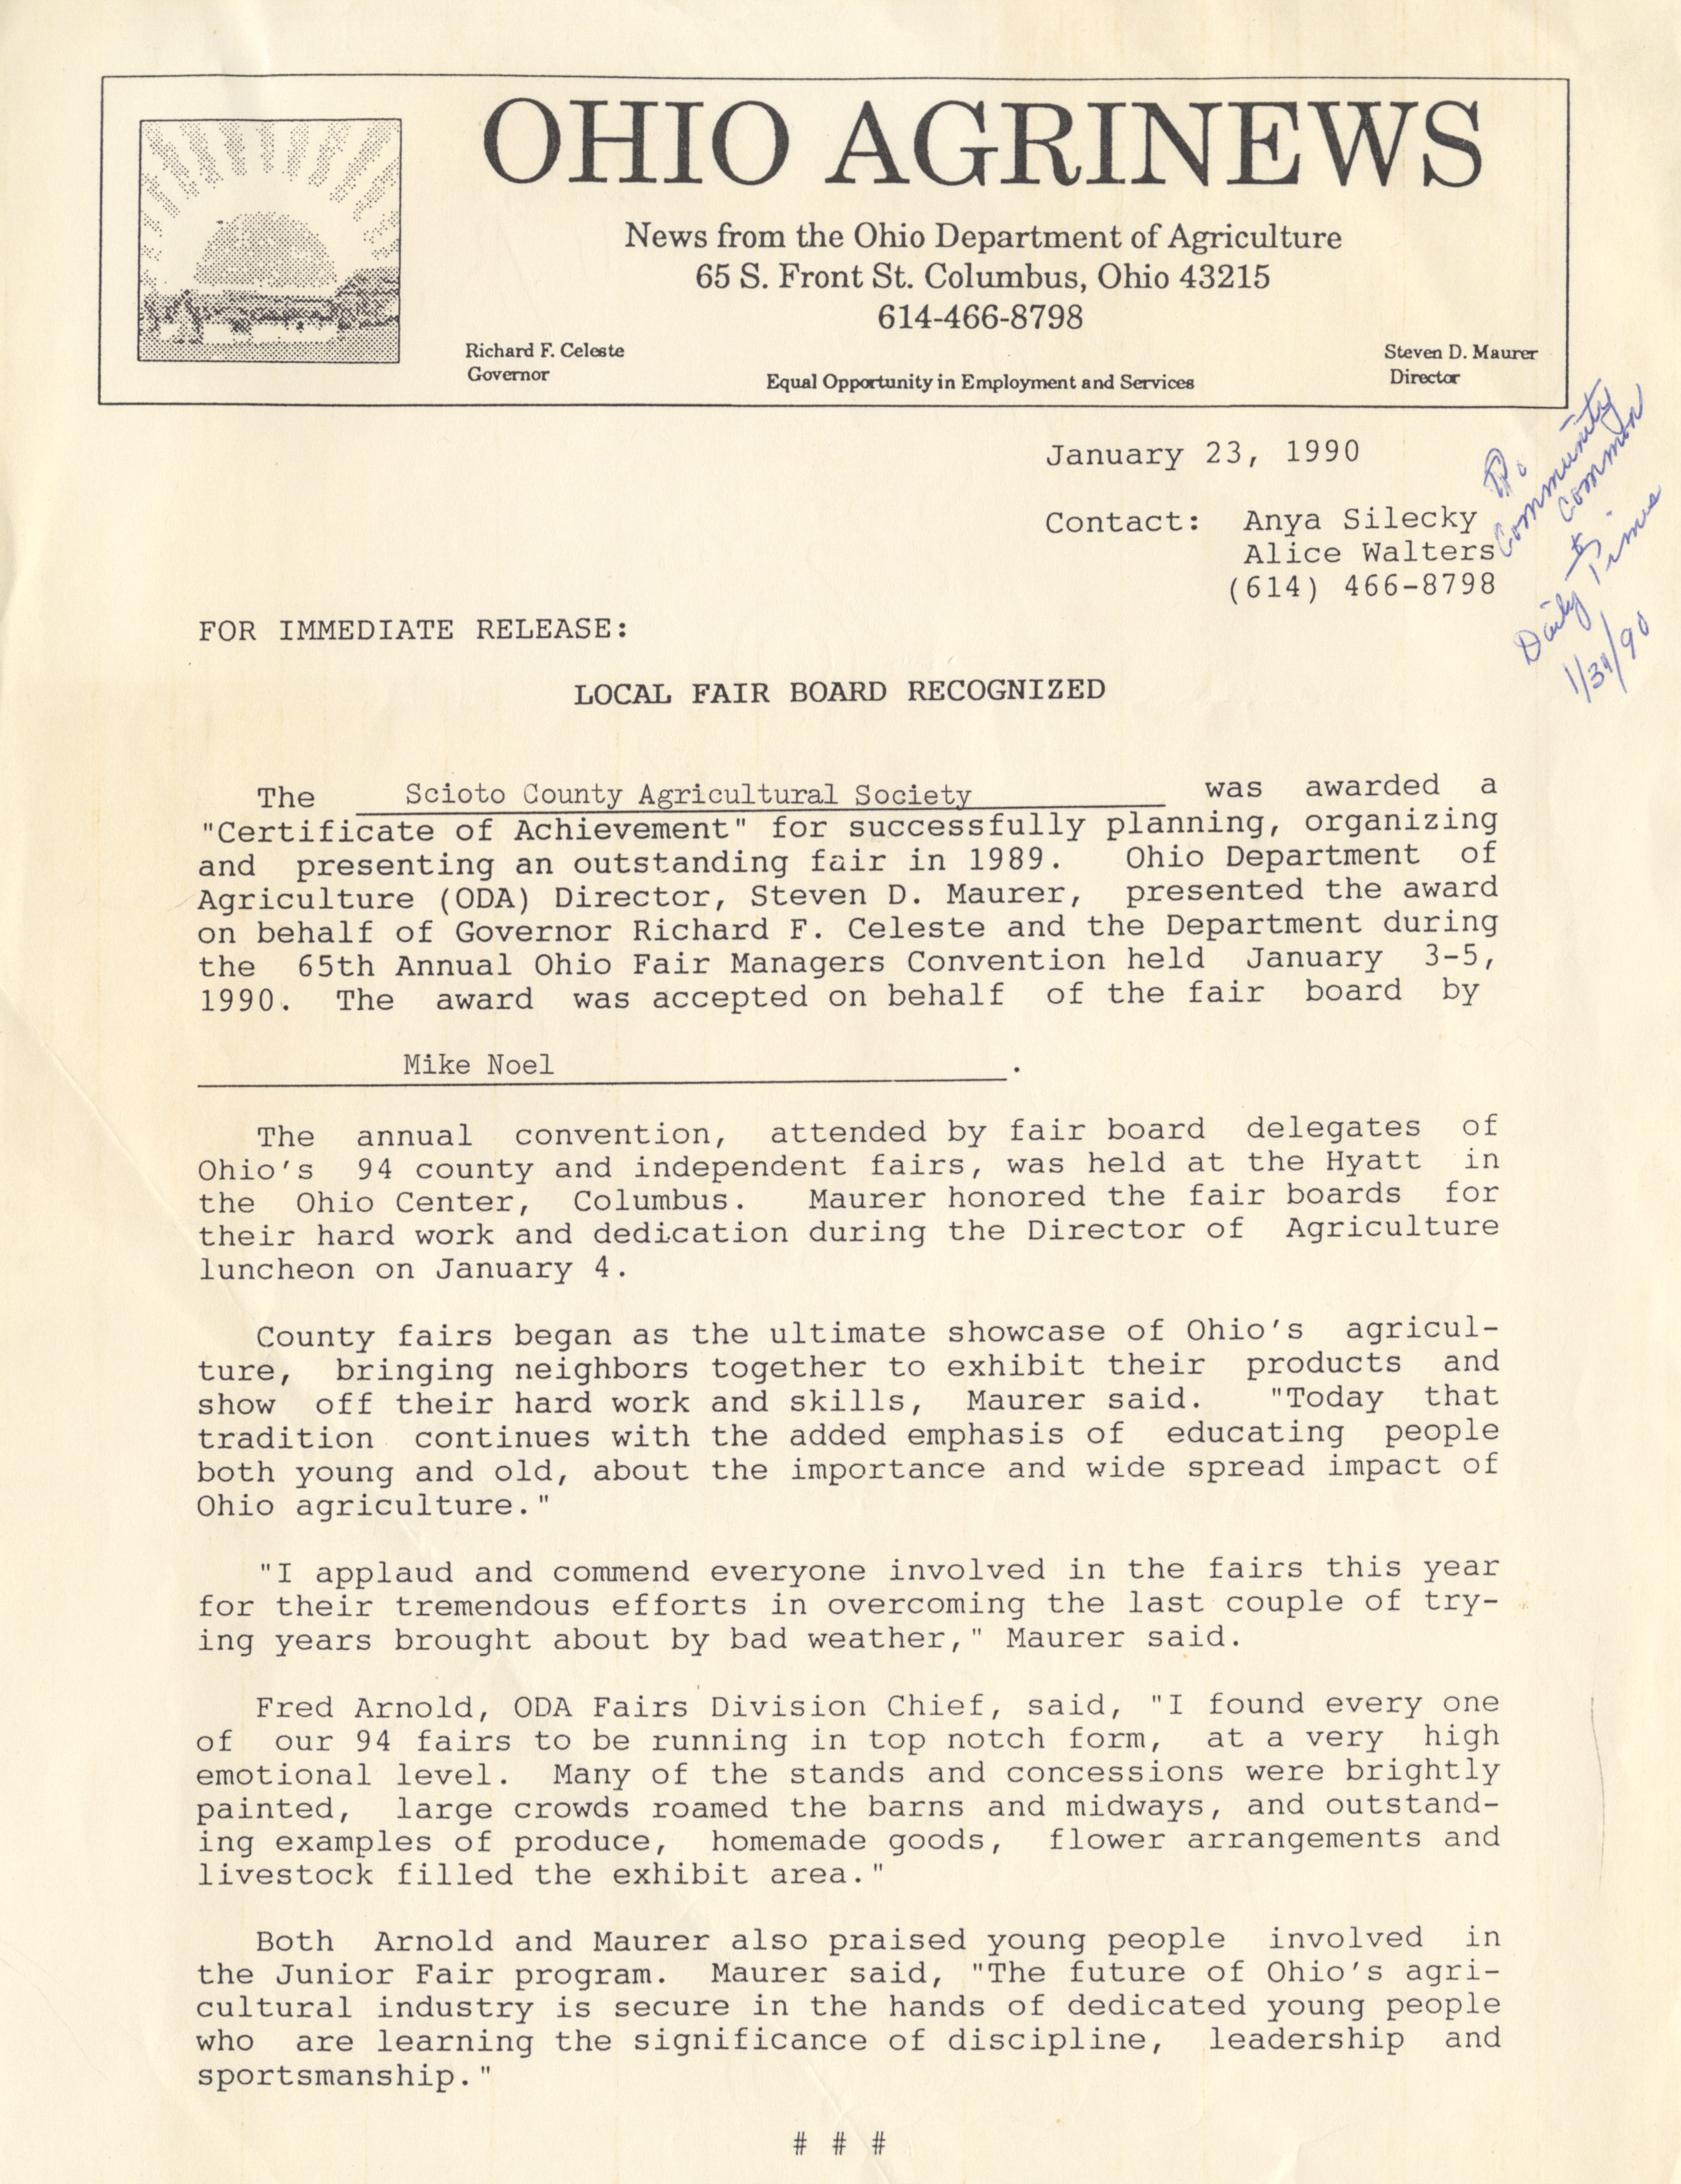 OHIO AGRINEWS
News from the Ohio Department of Agriculture
65 S. Front St. Columbus, Ohio 43215
614-466-8798
Richard F. Celeste
Governor
Equal Opportunity in Employment and Services
Steven D. Maurer
Director
January 23, 1990
Contact: Anya Silecky
Alice Walters
(614) 466-8798
Community
Common
Daily Times
FOR IMMEDIATE RELEASE:
LOCAL FAIR BOARD RECOGNIZED
The Scioto County Agricultural Society was awarded a
"Certificate of Achievement" for successfully planning, organizing
and presenting an outstanding fair in 1989. Ohio Department of
Agriculture (ODA) Director, Steven D. Maurer, presented the award
on behalf of Governor Richard F. Celeste and the Department during
the 65th Annual Ohio Fair Managers Convention held January 3-5,
1990. The award was accepted on behalf of the fair board by
Mike Noel.
The annual convention, attended by fair board delegates of
Ohio's 94 county and independent fairs, was held at the Hyatt in
the Ohio Center, Columbus. Maurer honored the fair boards for
their hard work and dedication during the Director of Agriculture
luncheon on January 4.
County fairs began as the ultimate showcase of Ohio's agricul-
ture, bringing neighbors together to exhibit their products and
show off their hard work and skills, Maurer said. "Today that
tradition continues with the added emphasis of educating people
both young and old, about the importance and wide spread impact of
Ohio agriculture."
"I applaud and commend everyone involved in the fairs this year
for their tremendous efforts in overcoming the last couple of try-
ing years brought about by bad weather," Maurer said.
Fred Arnold, ODA Fairs Division Chief, said, "I found every one
of our 94 fairs to be running in top notch form, at a very high
emotional level. Many of the stands and concessions were brightly
painted, large crowds roamed the barns and midways, and outstand-
ing examples of produce, homemade goods, flower arrangements and
livestock filled the exhibit area."
Both Arnold and Maurer also praised young people involved in
the Junior Fair program. Maurer said, "The future of Ohio's agri-
cultural industry is secure in the hands of dedicated young people
who are learning the significance of discipline, leadership and
sportsmanship."
# # #